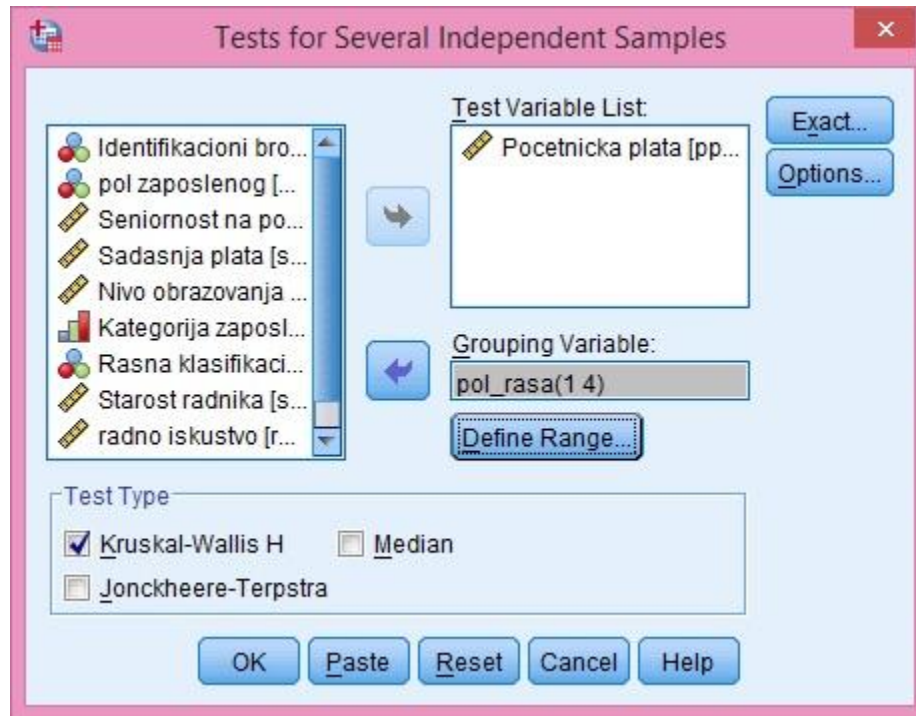 Tests for Several Independent Samples
Identifikacioni bro...
pol zaposlenog [...
Seniornost na po...
Sadasnja plata [s...
Nivo obrazovanja ...
Kategorija zaposl...
Rasna klasifikaci...
Starost radnika [s...
radno iskustvo [r...
Test Variable List:
Pocetnicka plata [pp...
Exact...
Options...
Grouping Variable:
pol_rasa(1 4)
Define Range...
Test Type
Kruskal-Wallis H
Median
Jonckheere-Terpstra
OK
Paste
Reset
Cancel
Help